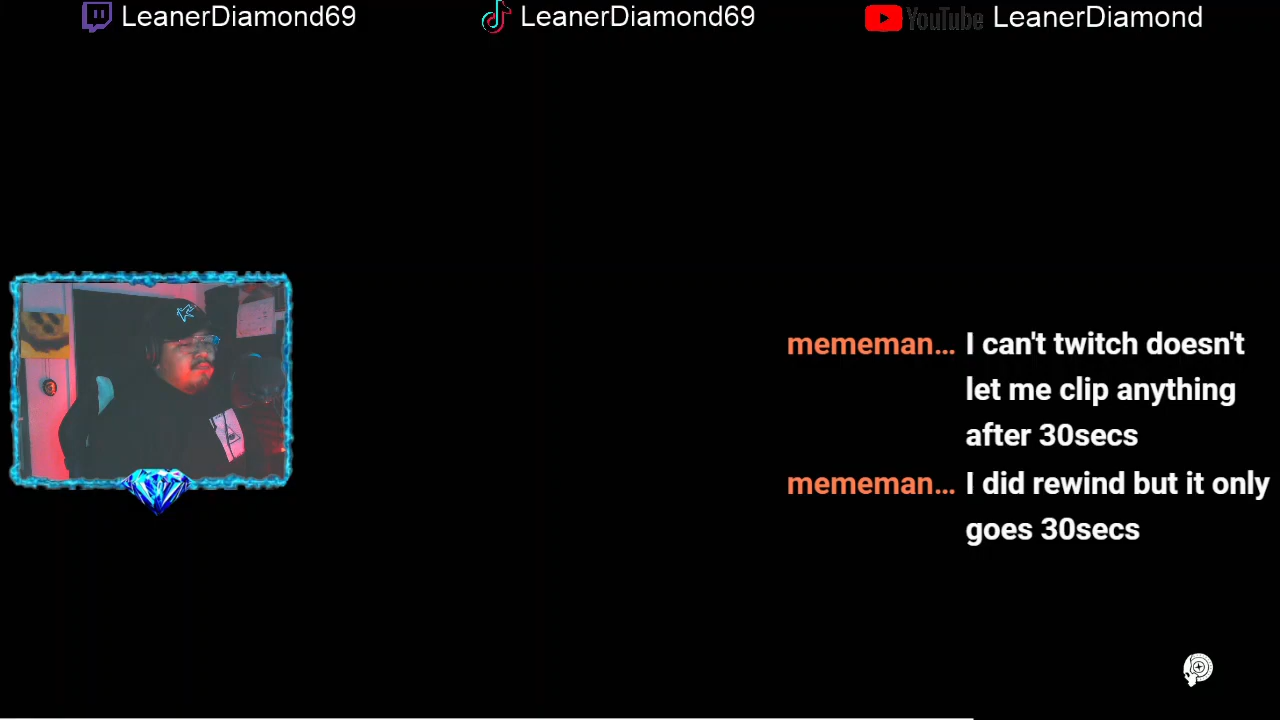 LeanerDiamond69 LeanerDiamond69 YouTube LeanerDiamond
mememan... I can't twitch doesn't
let me clip anything
after 30secs
mememan... I did rewind but it only
goes 30secs